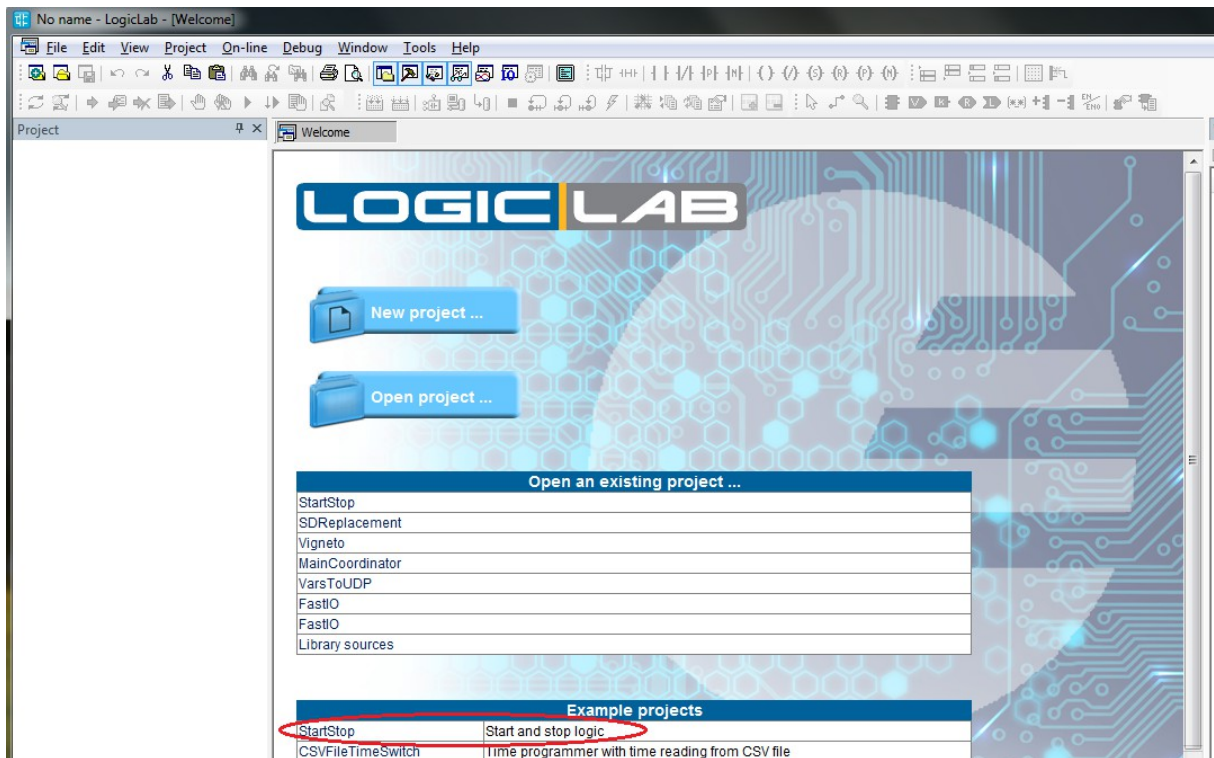 No name - LogicLab - [Welcome]
File Edit View Project On-line Debug Window Tools Help
Project
Welcome
LOGIC LAB
New project ...
Open project ...
Open an existing project ...
StartStop
SDReplacement
Vigneto
MainCoordinator
VarsToUDP
FastIO
FastIO
Library sources
Example projects
StartStop Start and stop logic
CSVFileTimeSwitch Time programmer with time reading from CSV file